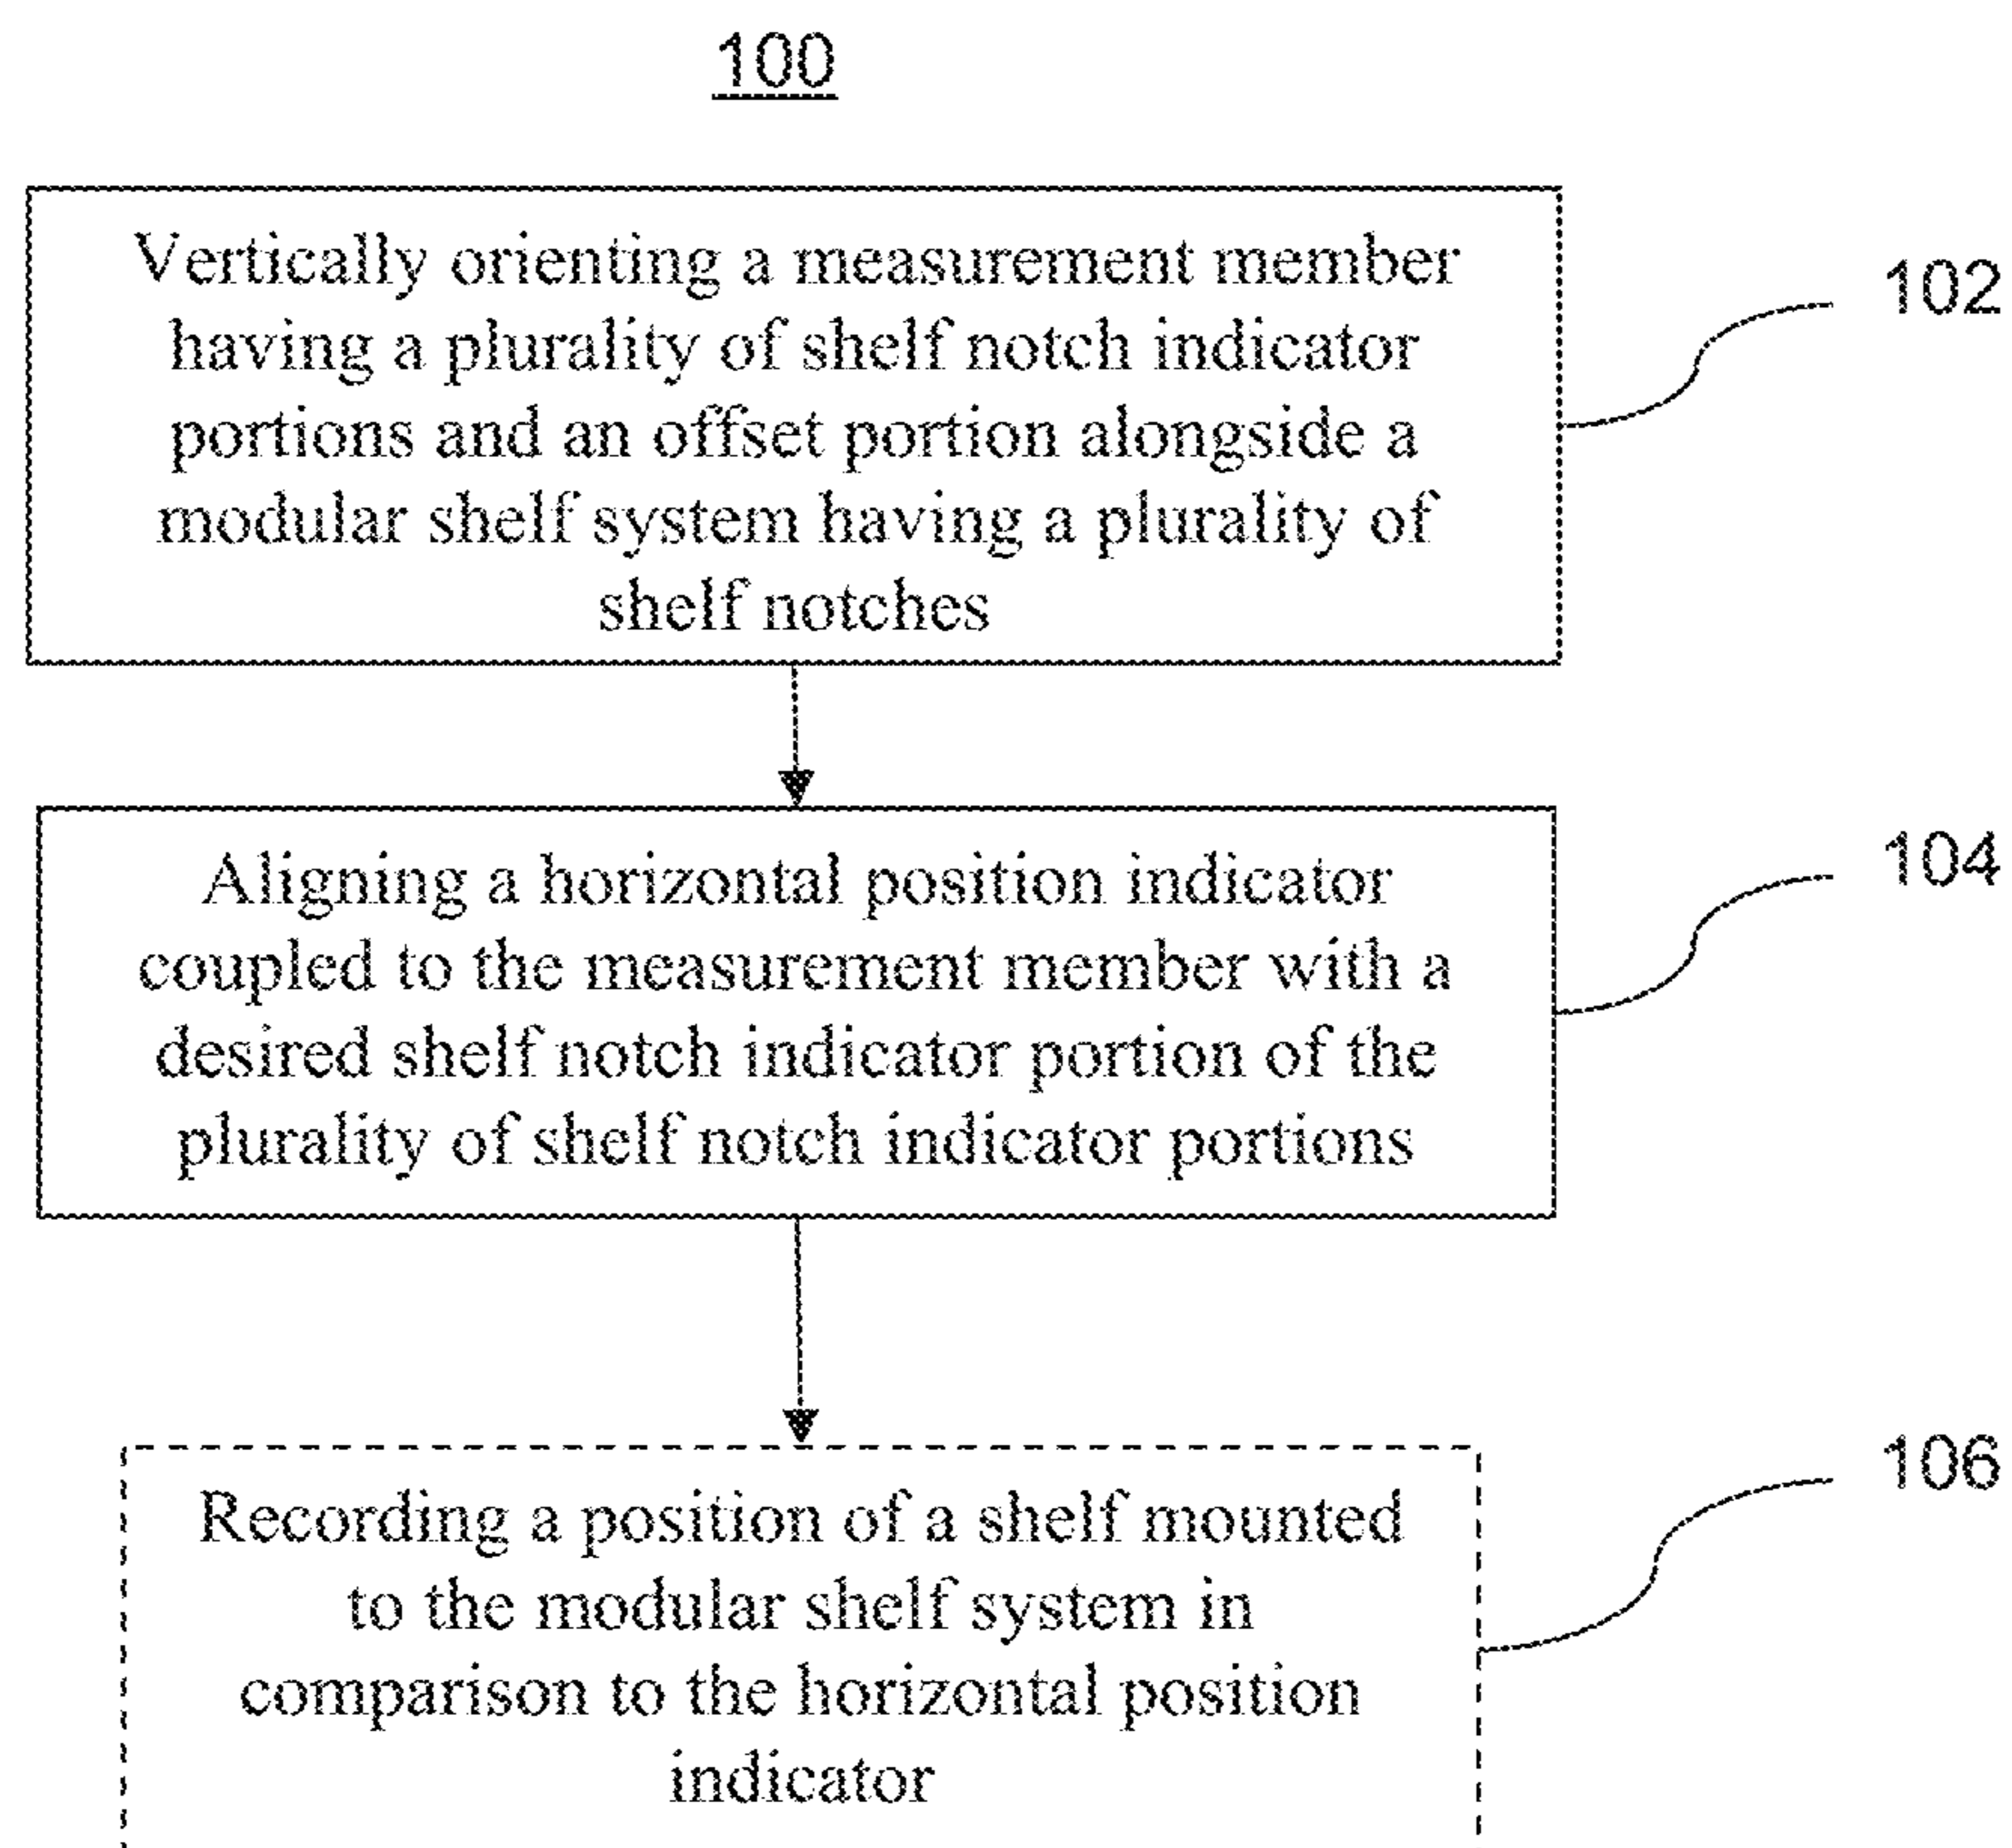 100
Vertically orienting a measurement member
having a plurality of shelf notch indicator
portions and an offset portion alongside a
modular shelf system having a plurality of
shelf notches
102
Aligning a horizontal position indicator
coupled to the measurement member with a
desired shelf notch indicator portion of the
plurality of shelf notch indicator portions
104
Recording a position of a shelf mounted
to the modular shelf system in
comparison to the horizontal position
indicator
106